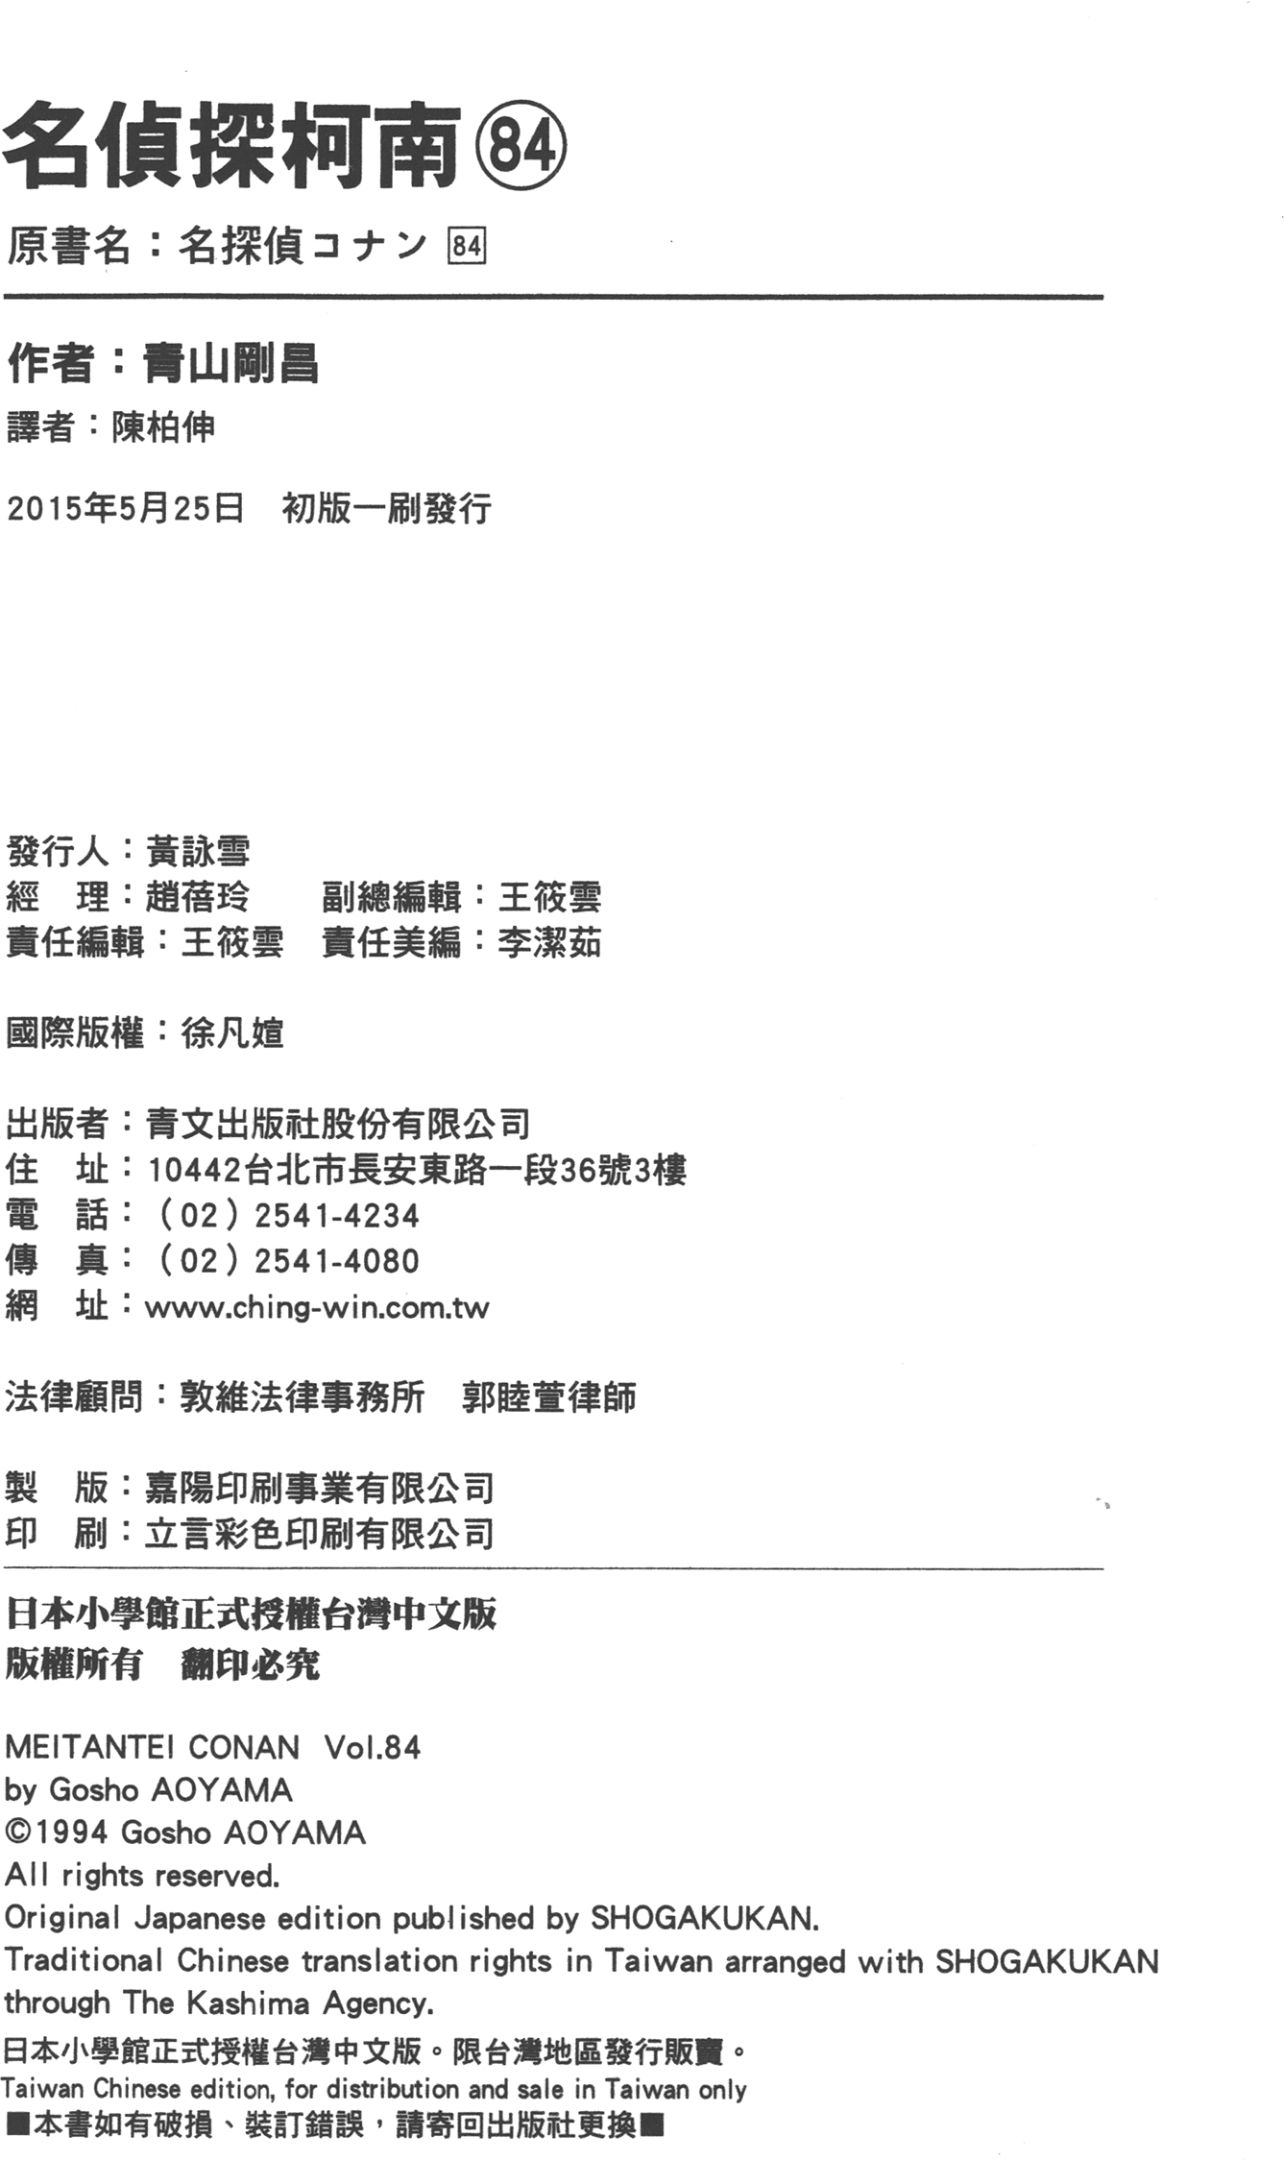 名偵探柯南84
原書名：名探偵コナン 84
作者：青山剛昌
譯者：陳柏伸
2015年5月25日　初版一刷發行
發行人：黃詠雪
經　理：趙蓓玲　　副總編輯：王筱雲
責任編輯：王筱雲　責任美編：李潔茹
國際版權：徐凡媗
出版者：青文出版社股份有限公司
住　址：10442台北市長安東路一段36號3樓
電　話：（02）2541-4234
傳　真：（02）2541-4080
網　址：www.ching-win.com.tw
法律顧問：敦維法律事務所　郭睦萱律師
製　版：嘉陽印刷事業有限公司
印　刷：立言彩色印刷有限公司
日本小學館正式授權台灣中文版
版權所有　翻印必究
MEITANTEI CONAN Vol.84
by Gosho AOYAMA
©1994 Gosho AOYAMA
All rights reserved.
Original Japanese edition published by SHOGAKUKAN.
Traditional Chinese translation rights in Taiwan arranged with SHOGAKUKAN
through The Kashima Agency.
日本小學館正式授權台灣中文版。限台灣地區發行販賣。
Taiwan Chinese edition, for distribution and sale in Taiwan only
■本書如有破損、裝訂錯誤，請寄回出版社更換■